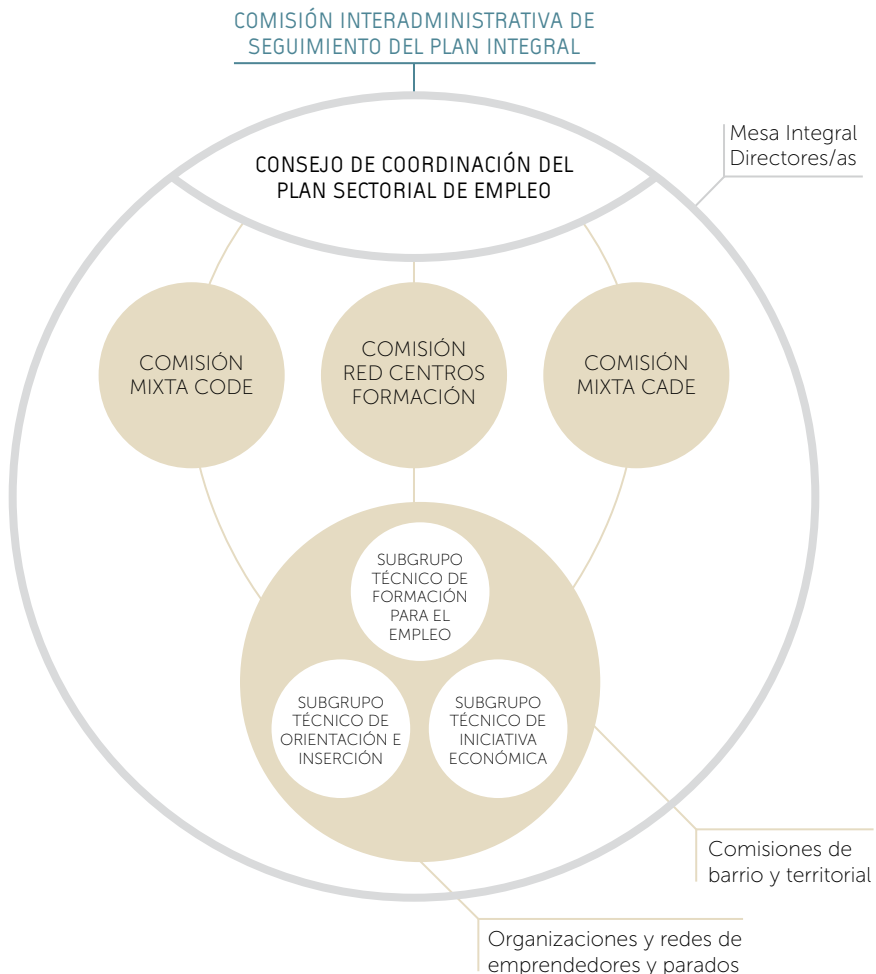 COMISIÓN INTERADMINISTRATIVA DE
SEGUIMIENTO DEL PLAN INTEGRAL
Mesa Integral
Directores/as
CONSEJO DE COORDINACIÓN DEL
PLAN SECTORIAL DE EMPLEO
COMISIÓN
MIXTA CODE
COMISIÓN
RED CENTROS
FORMACIÓN
COMISIÓN
MIXTA CADE
SUBGRUPO
TÉCNICO DE
FORMACIÓN
PARA EL
EMPLEO
SUBGRUPO
TÉCNICO DE
ORIENTACIÓN E
INSERCIÓN
SUBGRUPO
TÉCNICO DE
INICIATIVA
ECONÓMICA
Comisiones de
barrio y territorial
Organizaciones y redes de
emprendedores y parados